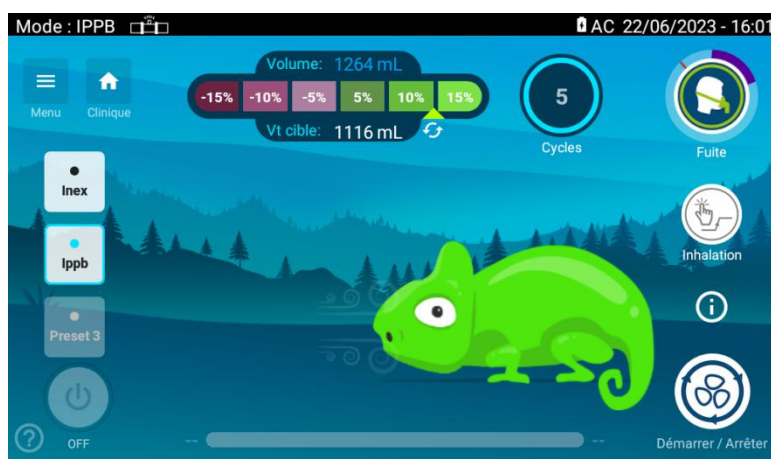 Mode : IPPB
AC 22/06/2023 - 16:01
Volume: 1264 mL
-15% -10% -5% 5% 10% 15%
Vt cible: 1116 mL
Menu
Clinique
5
Cycles
Fuite
Inex
Ippb
Preset 3
Inhalation
OFF
-- --
Démarrer / Arrêter